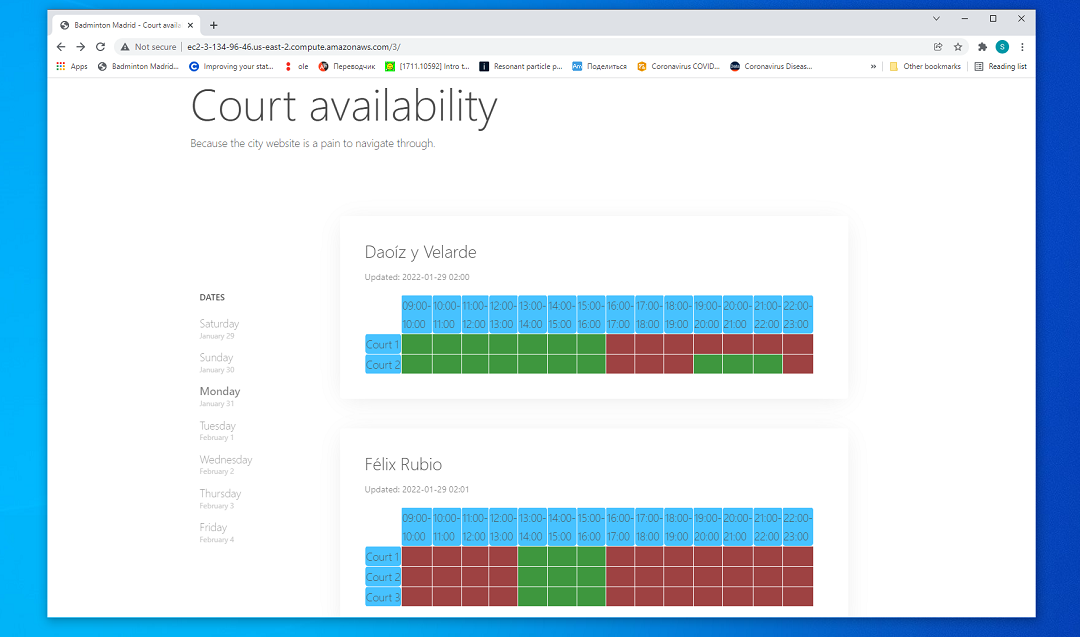 Badminton Madrid - Court availa
Not secure
ec2-3-134-96-46.us-east-2.compute.amazonaws.com/3/
S
Apps
Badminton Madrid...
Improving your stat...
ole
Переводчик
[1711.10592] Intro t...
Resonant particle p...
Поделиться
Coronavirus COVID...
Coronavirus Diseas...
»
Other bookmarks
Reading list
Court availability
Because the city website is a pain to navigate through.
DATES
Saturday
January 29
Sunday
January 30
Monday
January 31
Tuesday
February 1
Wednesday
February 2
Thursday
February 3
Friday
February 4
Daoíz y Velarde
Updated: 2022-01-29 02:00
09:00- 10:00- 11:00- 12:00- 13:00- 14:00- 15:00- 16:00- 17:00- 18:00- 19:00- 20:00- 21:00- 22:00-
10:00 11:00 12:00 13:00 14:00 15:00 16:00 17:00 18:00 19:00 20:00 21:00 22:00 23:00
Court 1
Court 2
Félix Rubio
Updated: 2022-01-29 02:01
09:00- 10:00- 11:00- 12:00- 13:00- 14:00- 15:00- 16:00- 17:00- 18:00- 19:00- 20:00- 21:00- 22:00-
10:00 11:00 12:00 13:00 14:00 15:00 16:00 17:00 18:00 19:00 20:00 21:00 22:00 23:00
Court 1
Court 2
Court 3